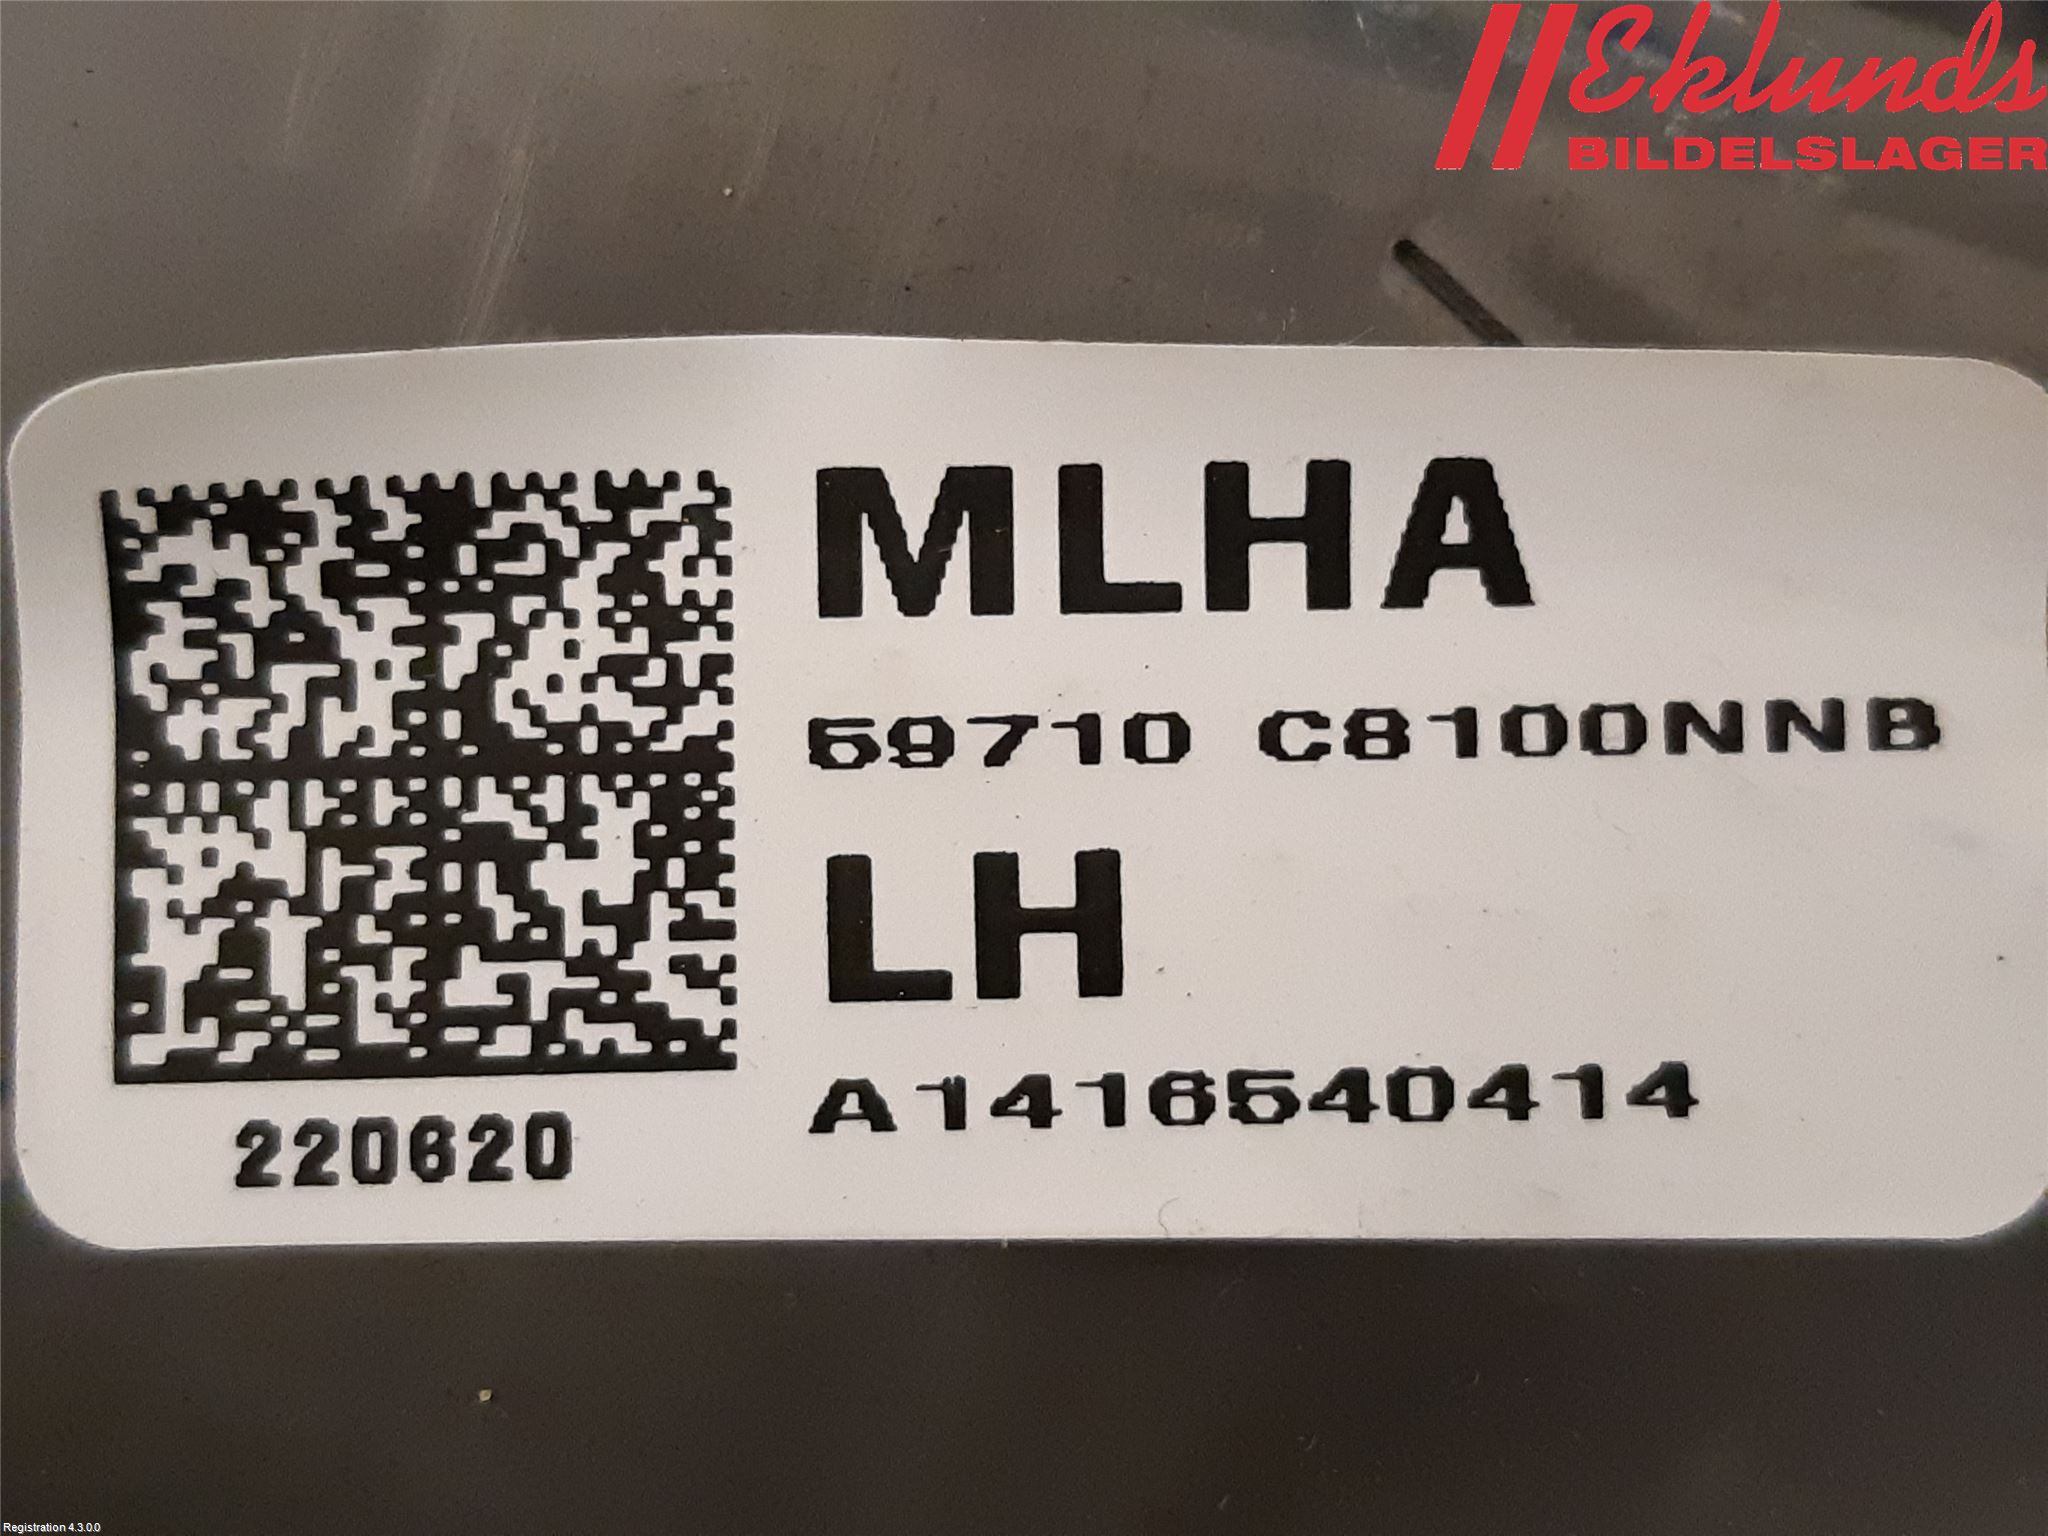 Eklunds
BILDELSLAGER
MLHA
59710 C8100NNB
LH
A1416540414
220620
Registration 4.3.0.0